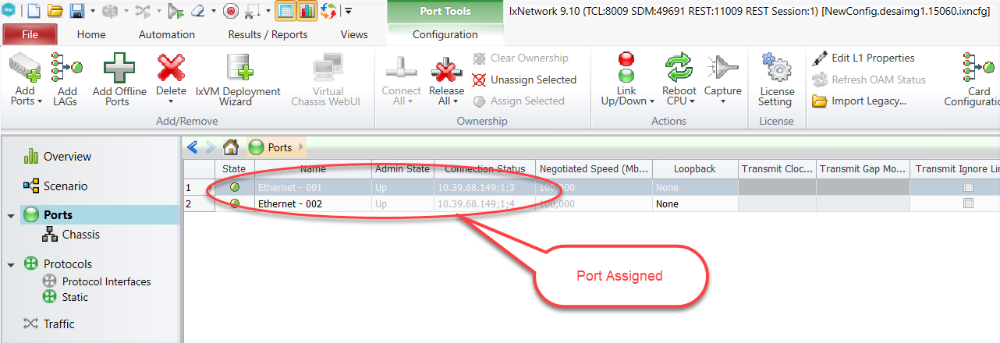 Nw
Port Tools
IxNetwork 9.10 (TCL:8009 SDM:49691 REST:11009 REST Session:1) [NewConfig.desaimg1.15060.ixncfg]
File
Home
Automation
Results / Reports
Views
Configuration
Add
Ports
Add
LAGs
Add Offline
Ports
Delete
IxVM Deployment
Wizard
Virtual
Chassis WebUI
Add/Remove
Connect
All
Release
All
Clear Ownership
Unassign Selected
Assign Selected
Ownership
Link
Up/Down
Reboot
CPU
Capture
Actions
License
Setting
License
Edit L1 Properties
Refresh OAM Status
Import Legacy...
Card
Configuratio
Overview
Scenario
Ports
Chassis
Protocols
Protocol Interfaces
Static
Traffic
Ports
State Name Admin State Connection Status Negotiated Speed (Mb... Loopback Transmit Cloc... Transmit Gap Mo... Transmit Ignore Lin
1 Ethernet - 001 Up 10.39.68.149;1;3 100,000 None
2 Ethernet - 002 Up 10.39.68.149;1;4 100,000 None
Port Assigned